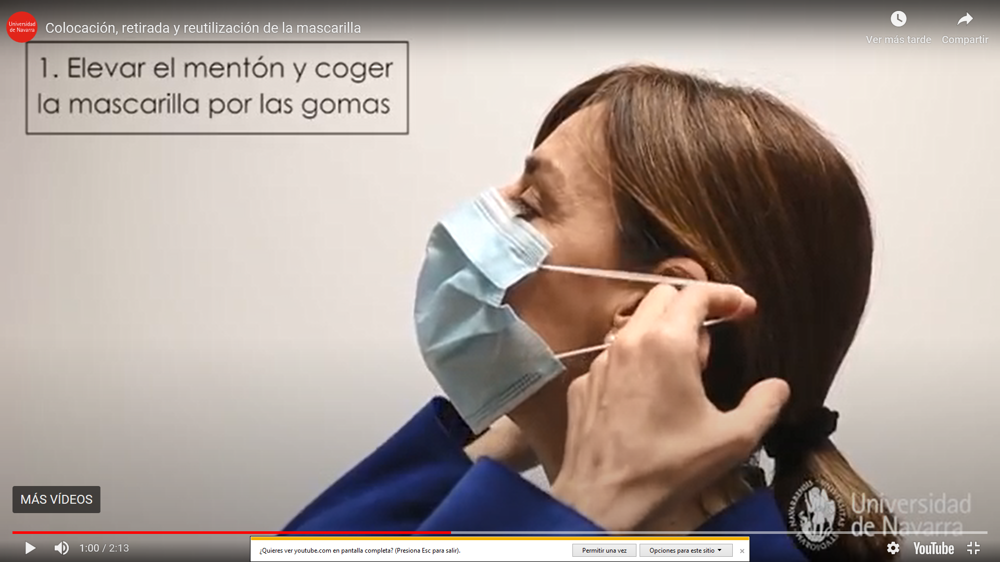 Universidad
de Navarra
Colocación, retirada y reutilización de la mascarilla
Ver más tarde
Compartir
1. Elevar el mentón y coger
la mascarilla por las gomas
MÁS VÍDEOS
Universidad
de Navarra
1:00 / 2:13
¿Quieres ver youtube.com en pantalla completa? (Presiona Esc para salir).
Permitir una vez
Opciones para este sitio
YouTube